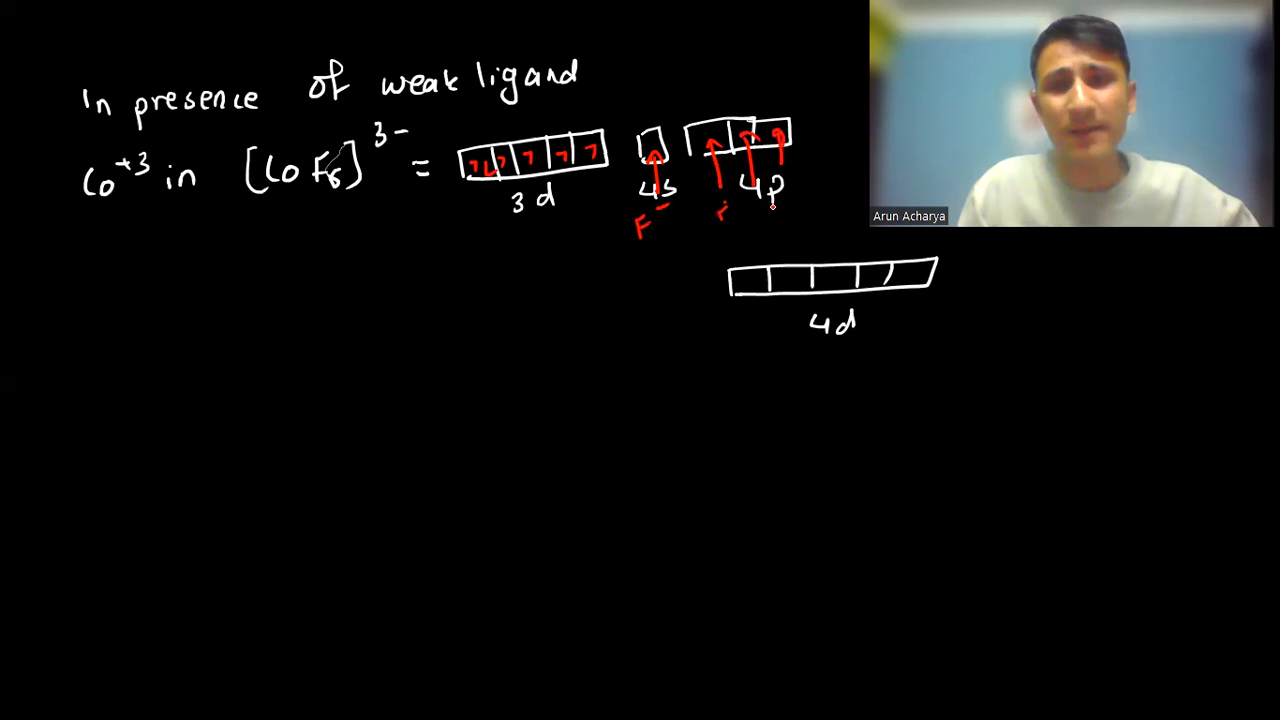 In presence of weak ligand
Co+3 in [CoF6]3- =
3d 4s 4p
F-
4d
Arun Acharya